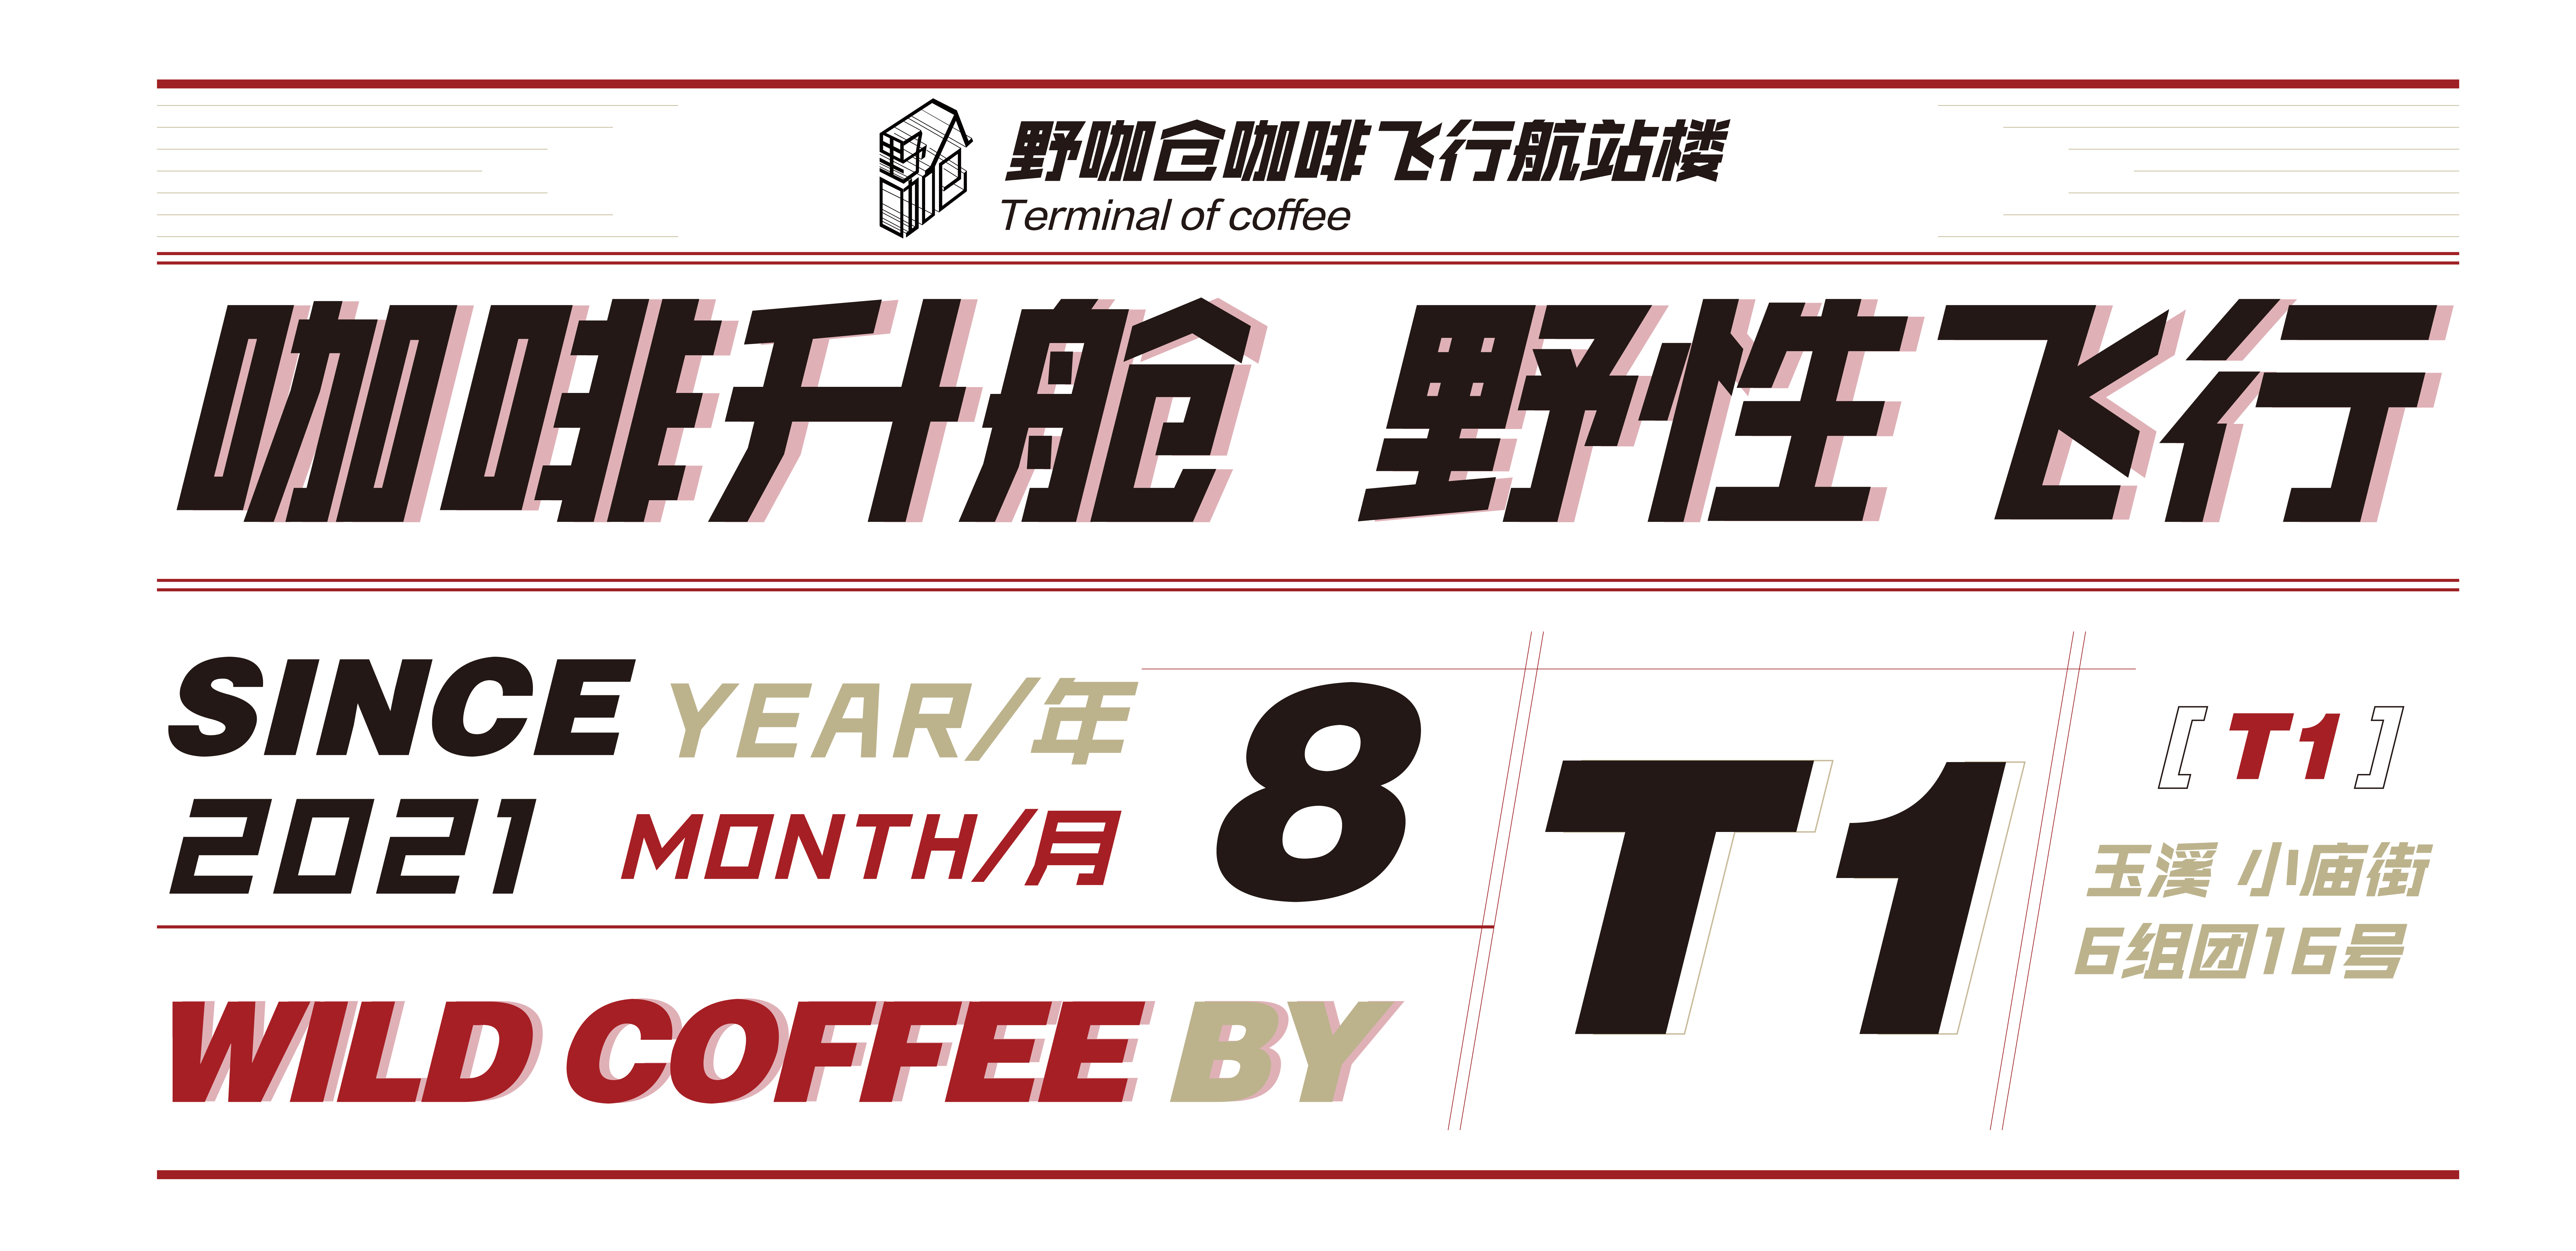 野咖仓咖啡飞行航站楼
Terminal of coffee
咖啡升舱 野性飞行
SINCE YEAR/年
2021 MONTH/月
8
T1
[T1]
玉溪 小庙街
6组团16号
WILD COFFEE BY